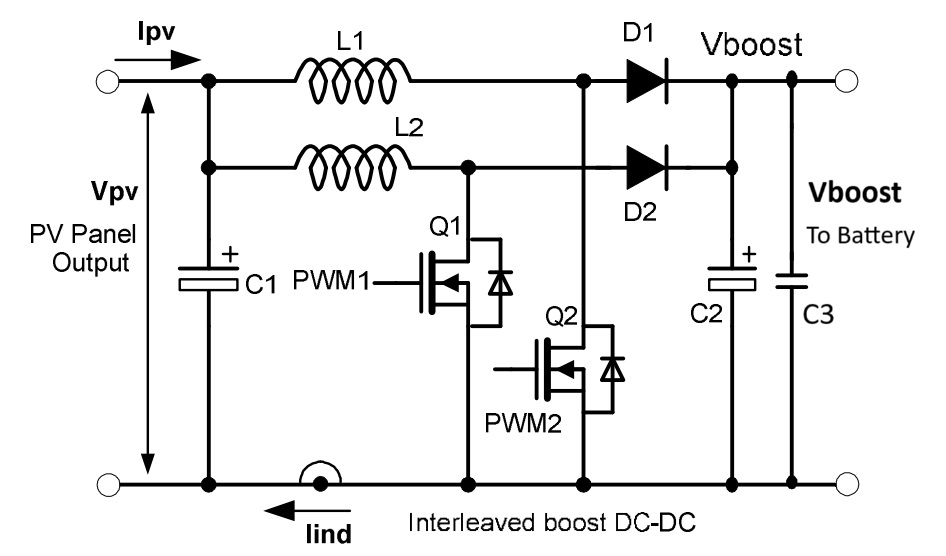 Ipv
L1
D1
Vboost
L2
Vpv
PV Panel
Output
D2
Vboost
To Battery
Q1
+
C1
PWM1
+
C2
C3
Q2
PWM2
Iind
Interleaved boost DC-DC